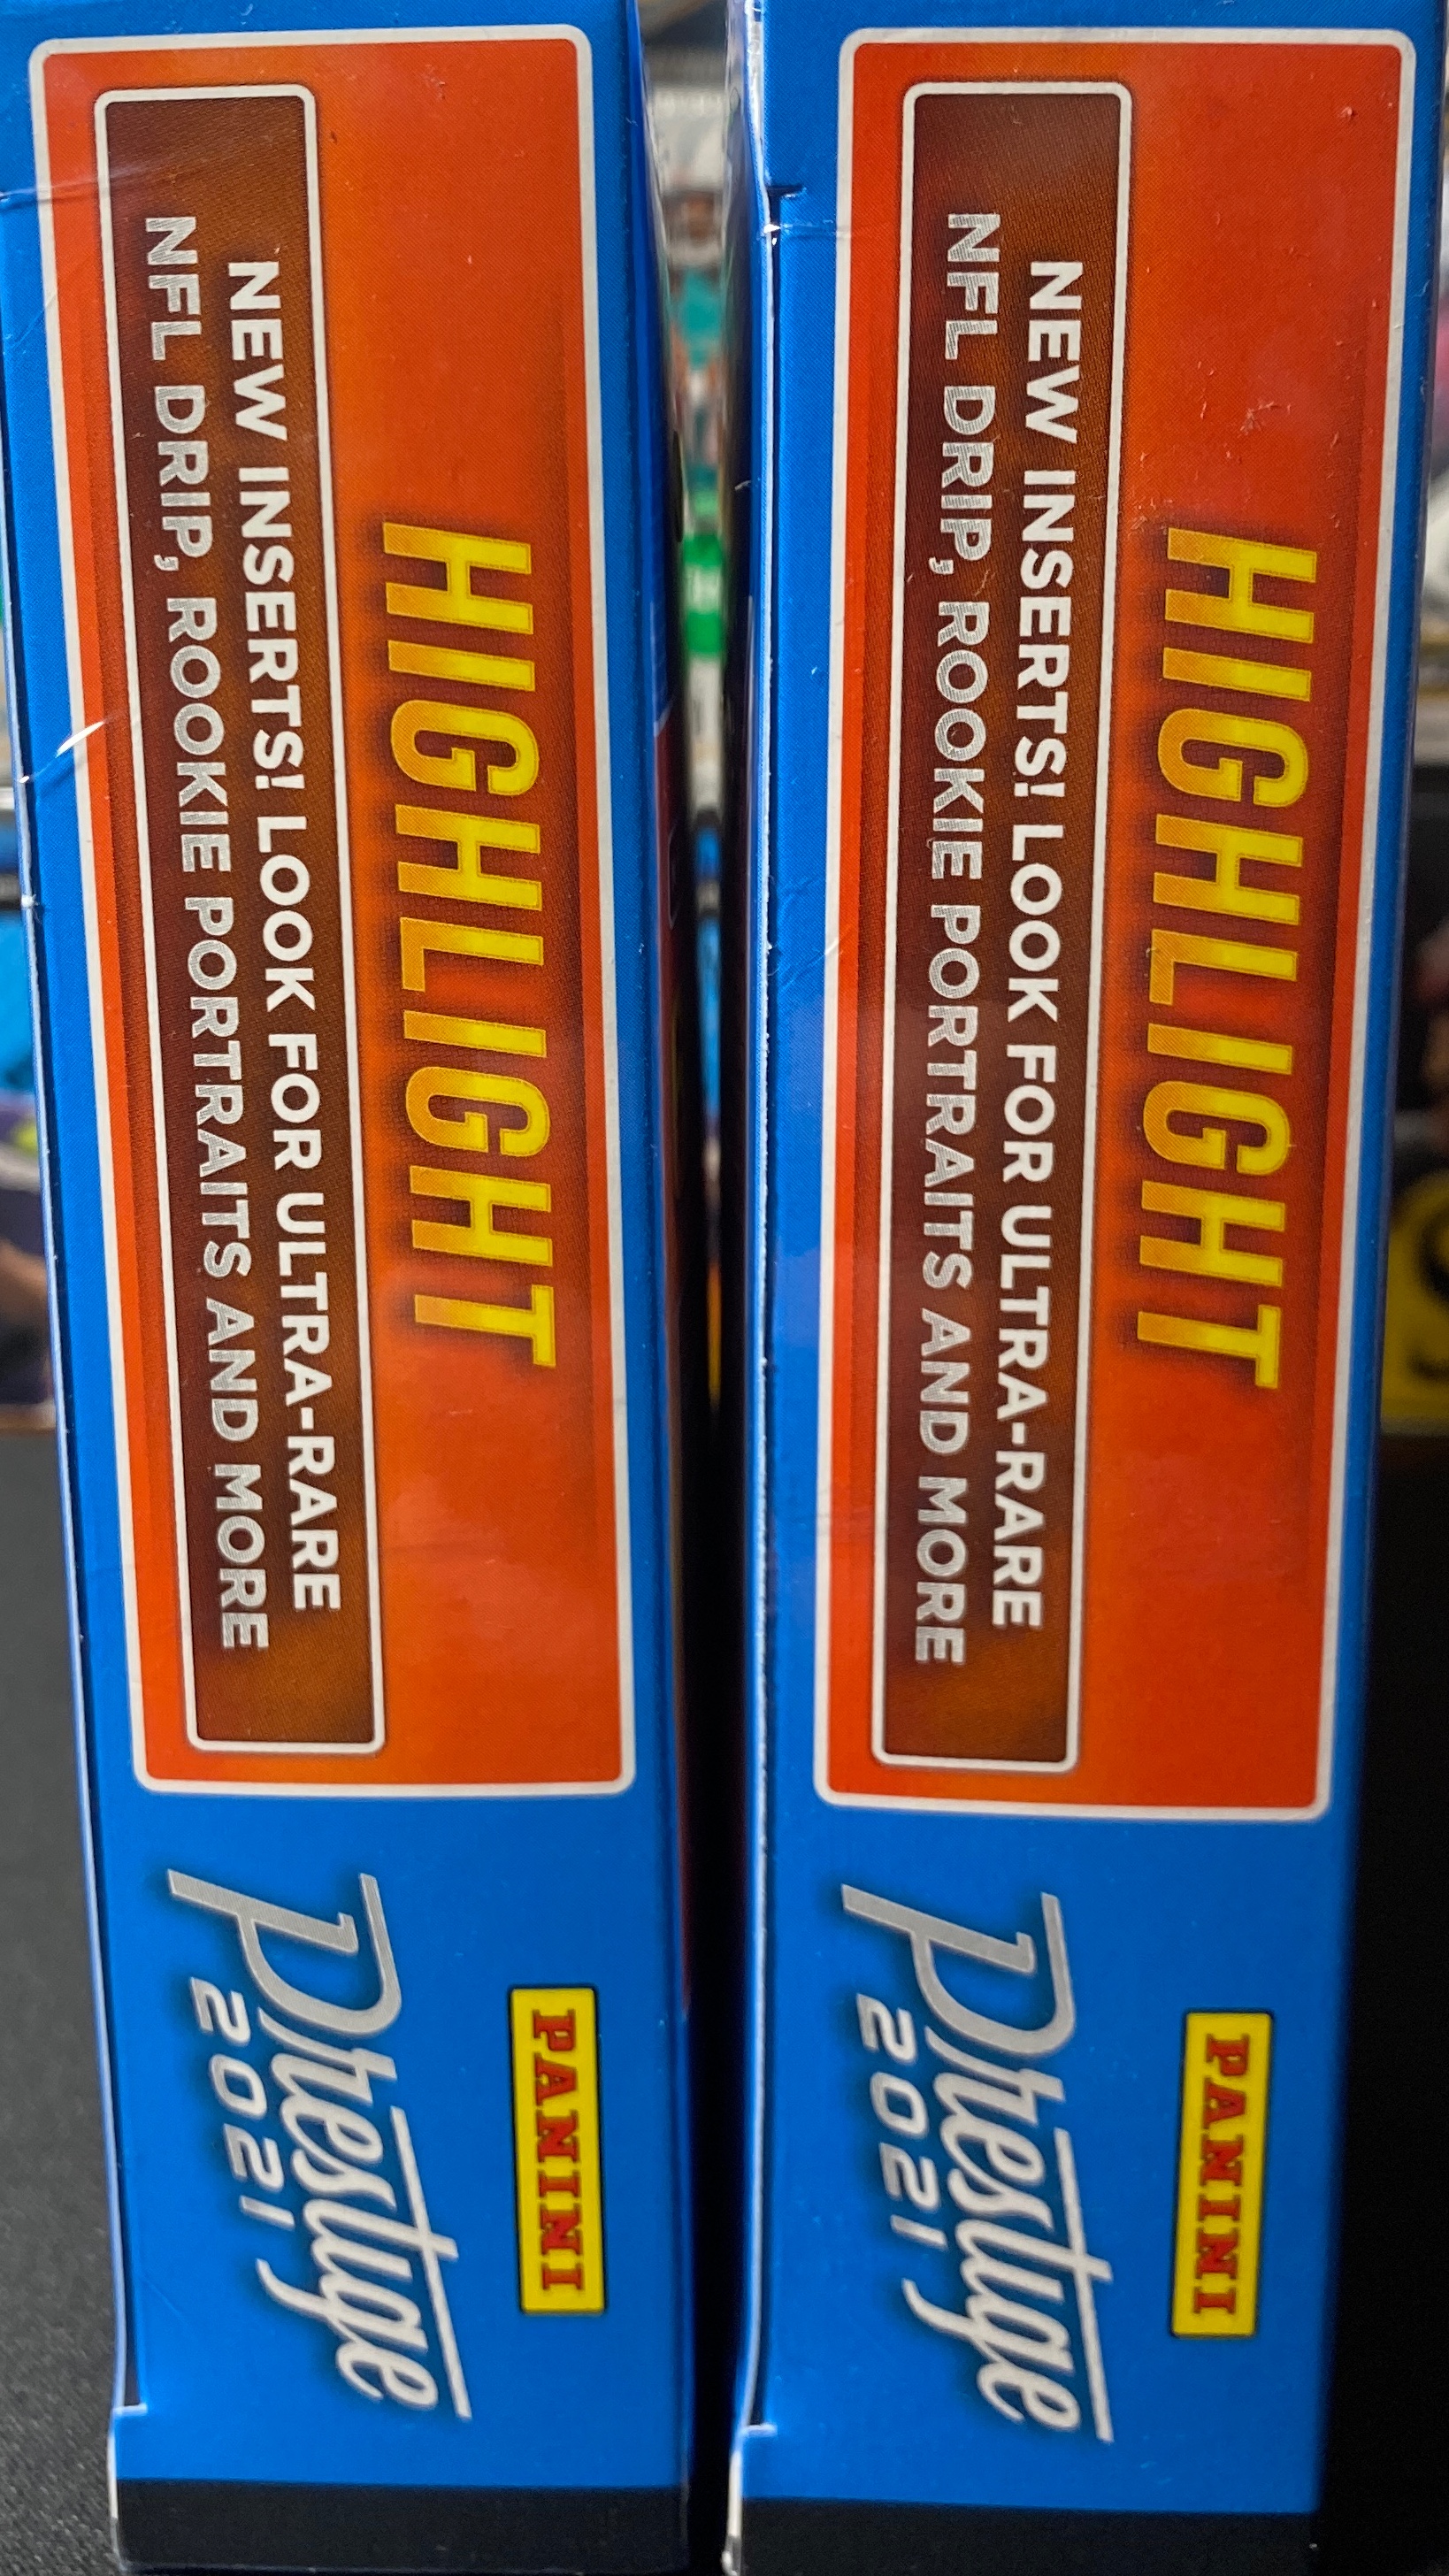 HIGHLIGHT
NEW INSERTS! LOOK FOR ULTRA-RARE
NFL DRIP, ROOKIE PORTRAITS AND MORE
PANINI
Prestige
2021
HIGHLIGHT
NEW INSERTS! LOOK FOR ULTRA-RARE
NFL DRIP, ROOKIE PORTRAITS AND MORE
PANINI
Prestige
2021